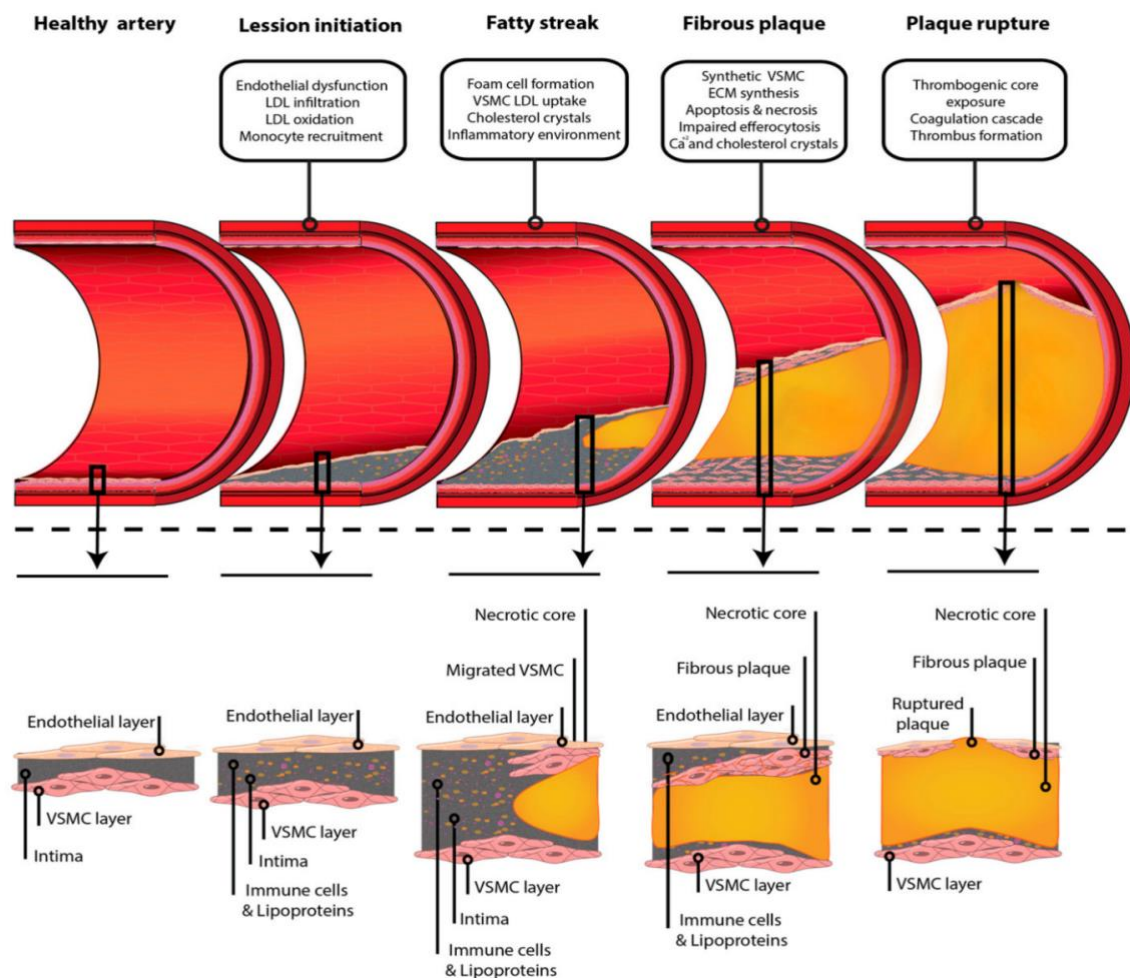 Healthy artery
Lession initiation
Fatty streak
Fibrous plaque
Plaque rupture
Endothelial dysfunction
LDL infiltration
LDL oxidation
Monocyte recruitment
Foam cell formation
VSMC LDL uptake
Cholesterol crystals
Inflammatory environment
Synthetic VSMC
ECM synthesis
Apoptosis & necrosis
Impaired efferocytosis
Ca⁺² and cholesterol crystals
Thrombogenic core
exposure
Coagulation cascade
Thrombus formation
Endothelial layer
VSMC layer
Intima
Endothelial layer
VSMC layer
Intima
Immune cells
& Lipoproteins
Necrotic core
Migrated VSMC
Endothelial layer
VSMC layer
Intima
Immune cells
& Lipoproteins
Necrotic core
Fibrous plaque
Endothelial layer
VSMC layer
Immune cells
& Lipoproteins
Necrotic core
Fibrous plaque
Ruptured
plaque
VSMC layer